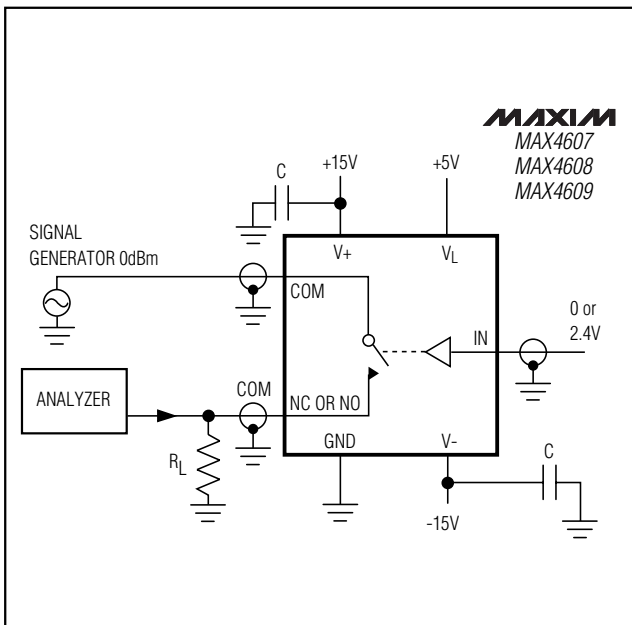 MAXIM
MAX4607
MAX4608
MAX4609
+15V
+5V
C
SIGNAL
GENERATOR 0dBm
V+
VL
COM
0 or
2.4V
IN
ANALYZER
COM
NC OR NO
GND
V-
RL
C
-15V